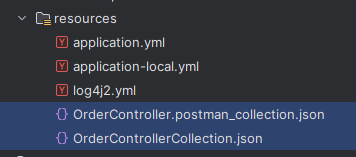 resources
application.yml
application-local.yml
log4j2.yml
OrderController.postman_collection.json
OrderControllerCollection.json